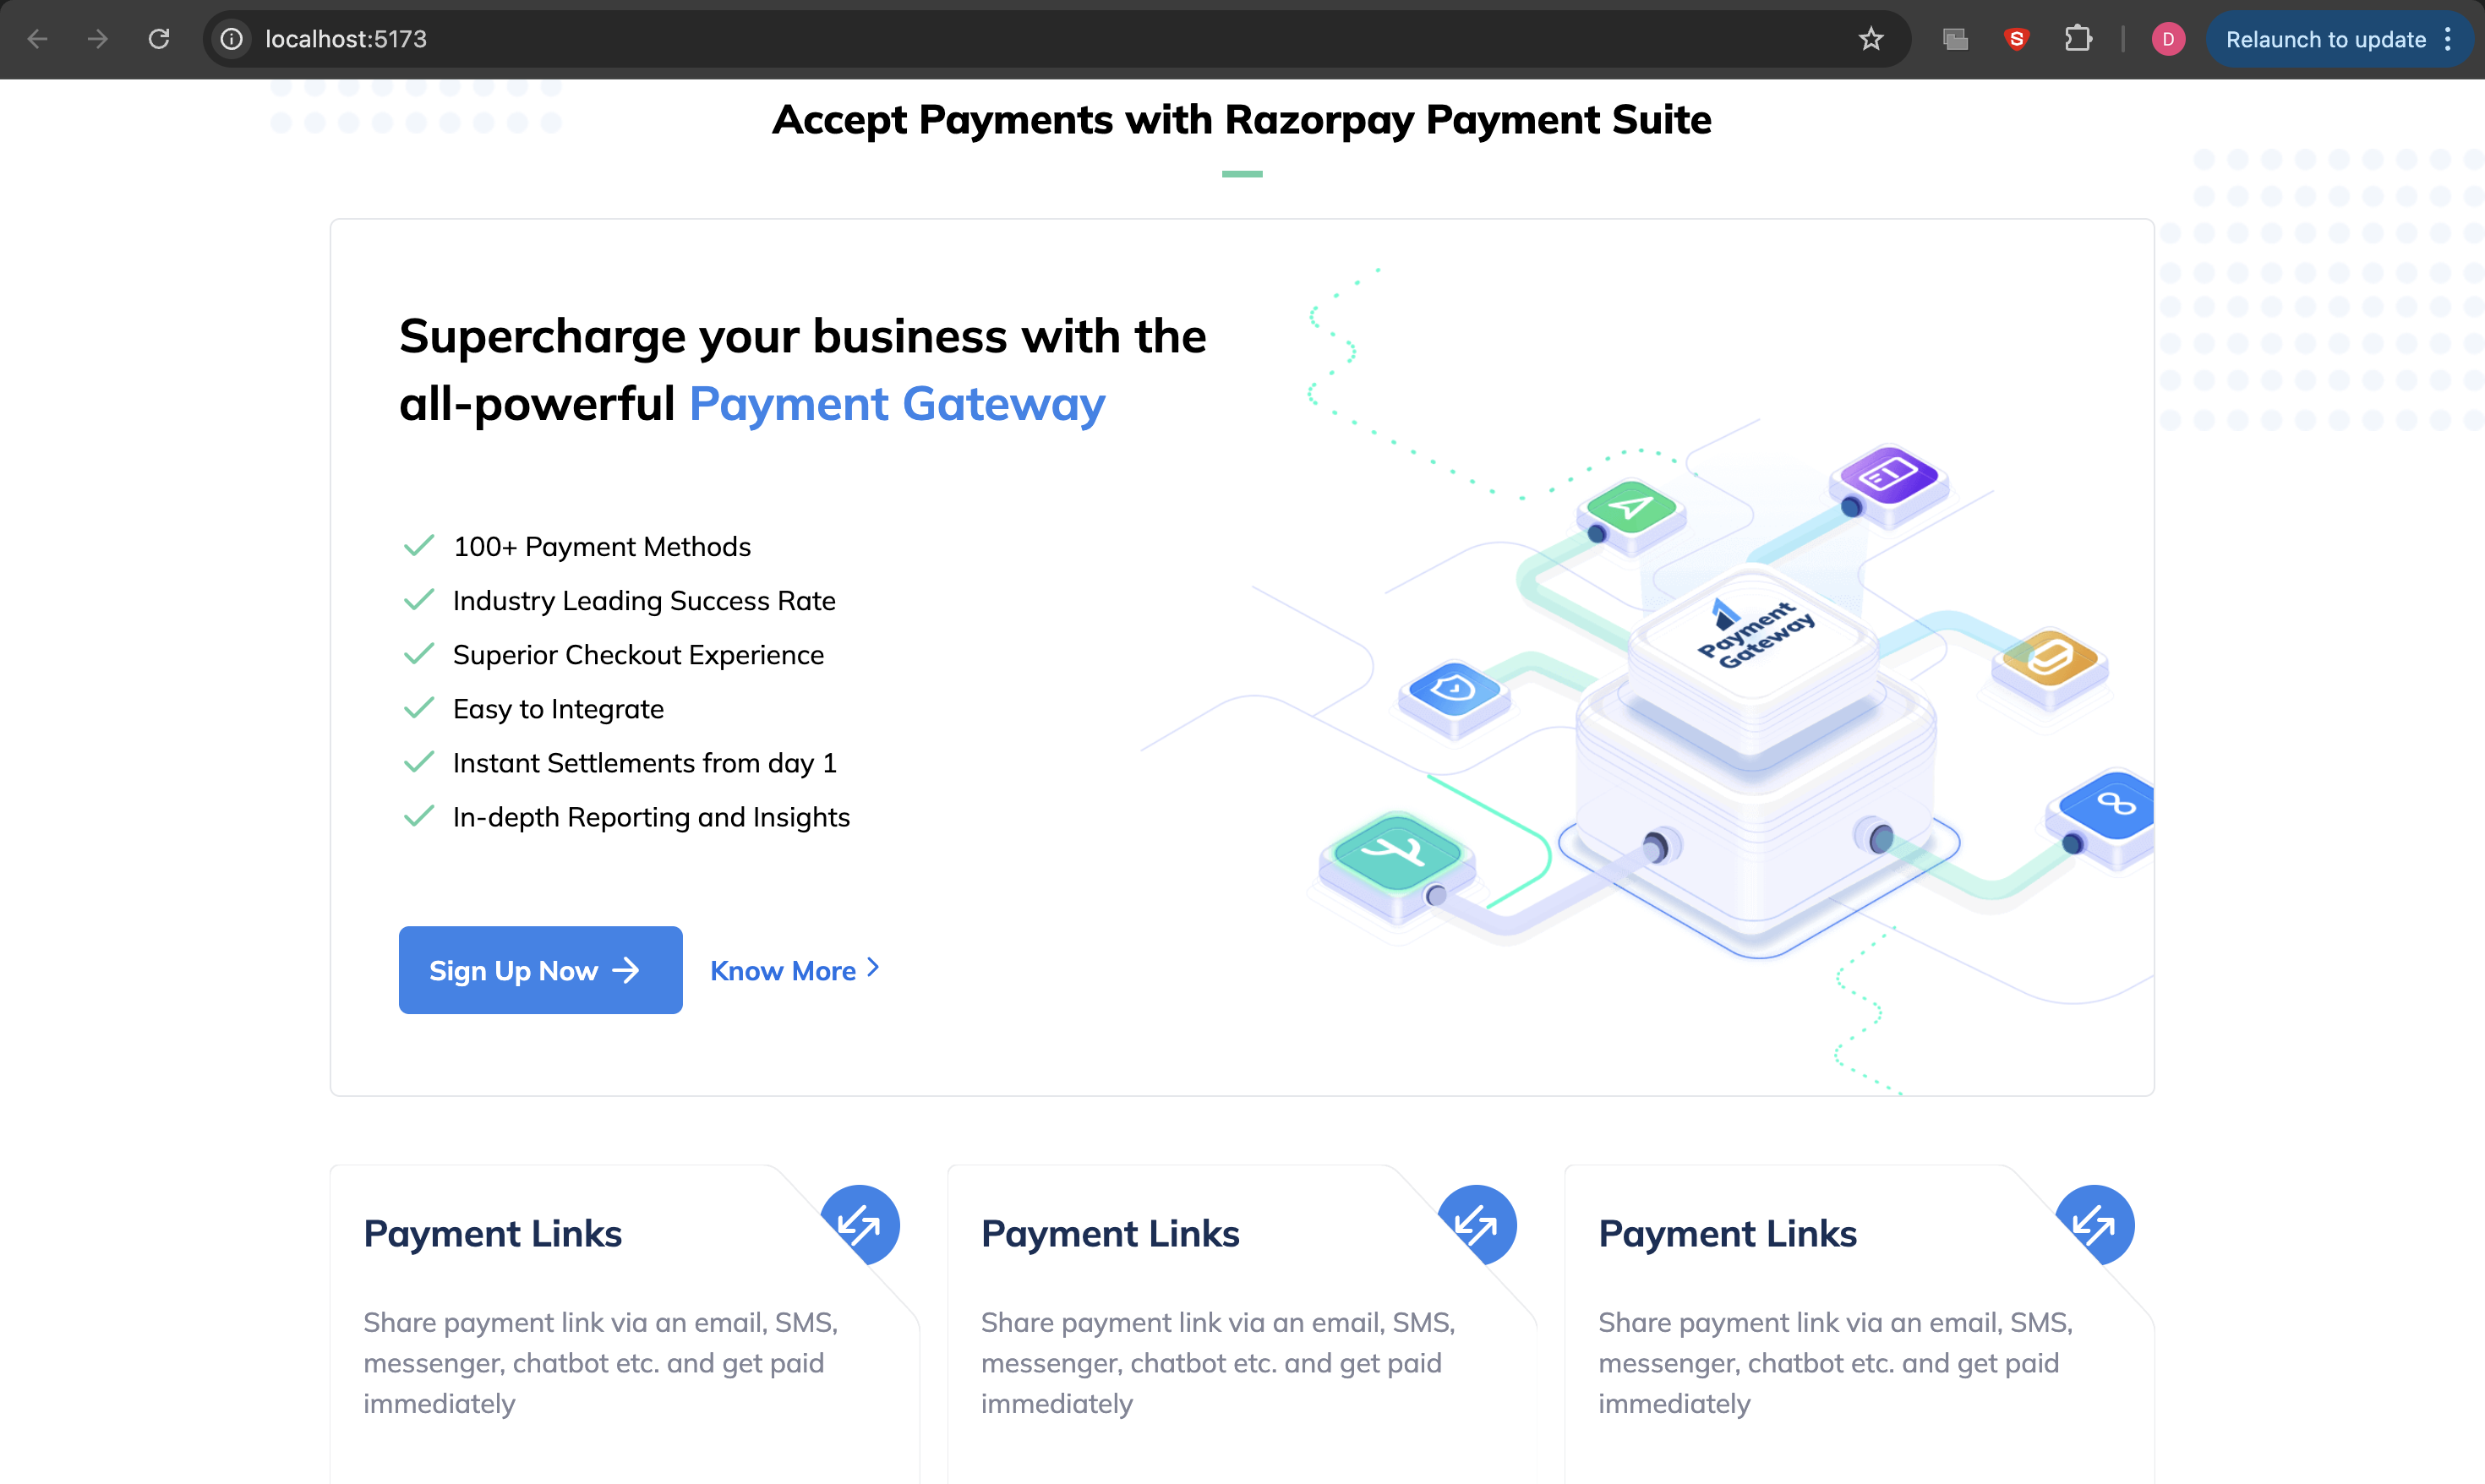 localhost:5173
D
Relaunch to update
Accept Payments with Razorpay Payment Suite
Supercharge your business with the
all-powerful Payment Gateway
100+ Payment Methods
Industry Leading Success Rate
Superior Checkout Experience
Easy to Integrate
Instant Settlements from day 1
In-depth Reporting and Insights
Sign Up Now
Know More
Payment
Gateway
Payment Links
Share payment link via an email, SMS,
messenger, chatbot etc. and get paid
immediately
Payment Links
Share payment link via an email, SMS,
messenger, chatbot etc. and get paid
immediately
Payment Links
Share payment link via an email, SMS,
messenger, chatbot etc. and get paid
immediately